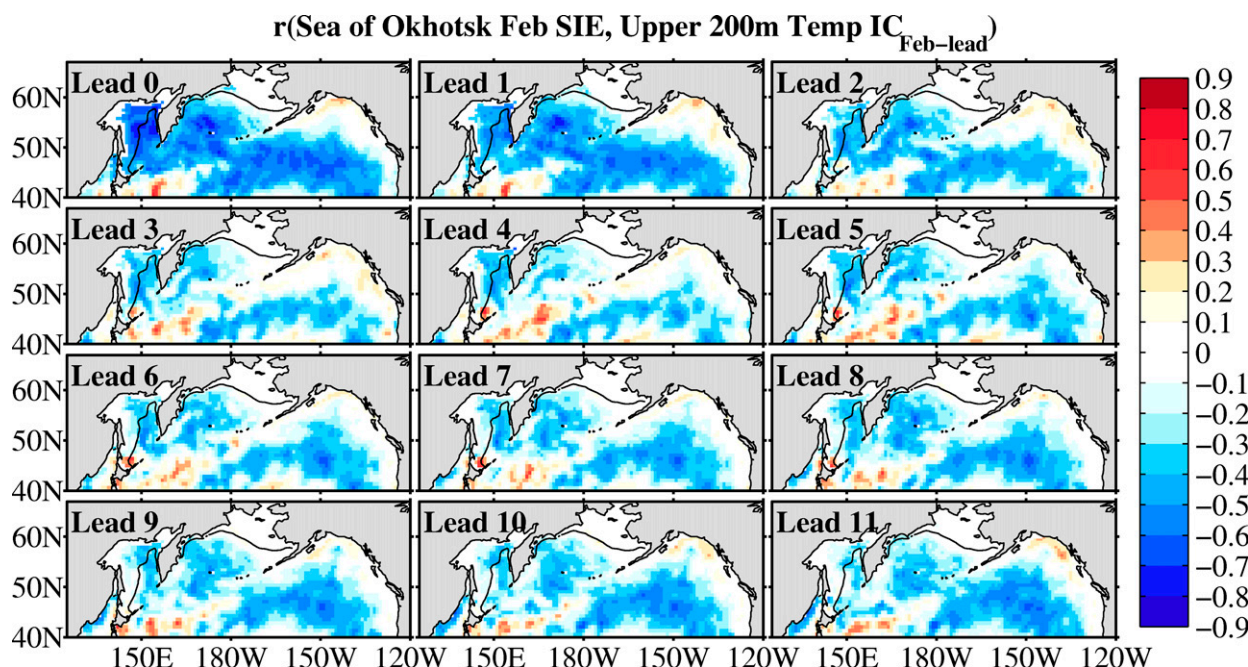 r(Sea of Okhotsk Feb SIE, Upper 200m Temp IC_Feb-lead)
Lead 0 Lead 1 Lead 2
60N
50N
40N
Lead 3 Lead 4 Lead 5
60N
50N
40N
Lead 6 Lead 7 Lead 8
60N
50N
40N
Lead 9 Lead 10 Lead 11
60N
50N
40N
150E 180W 150W 120W 150E 180W 150W 120W 150E 180W 150W 120W
0.9
0.8
0.7
0.6
0.5
0.4
0.3
0.2
0.1
0
−0.1
−0.2
−0.3
−0.4
−0.5
−0.6
−0.7
−0.8
−0.9